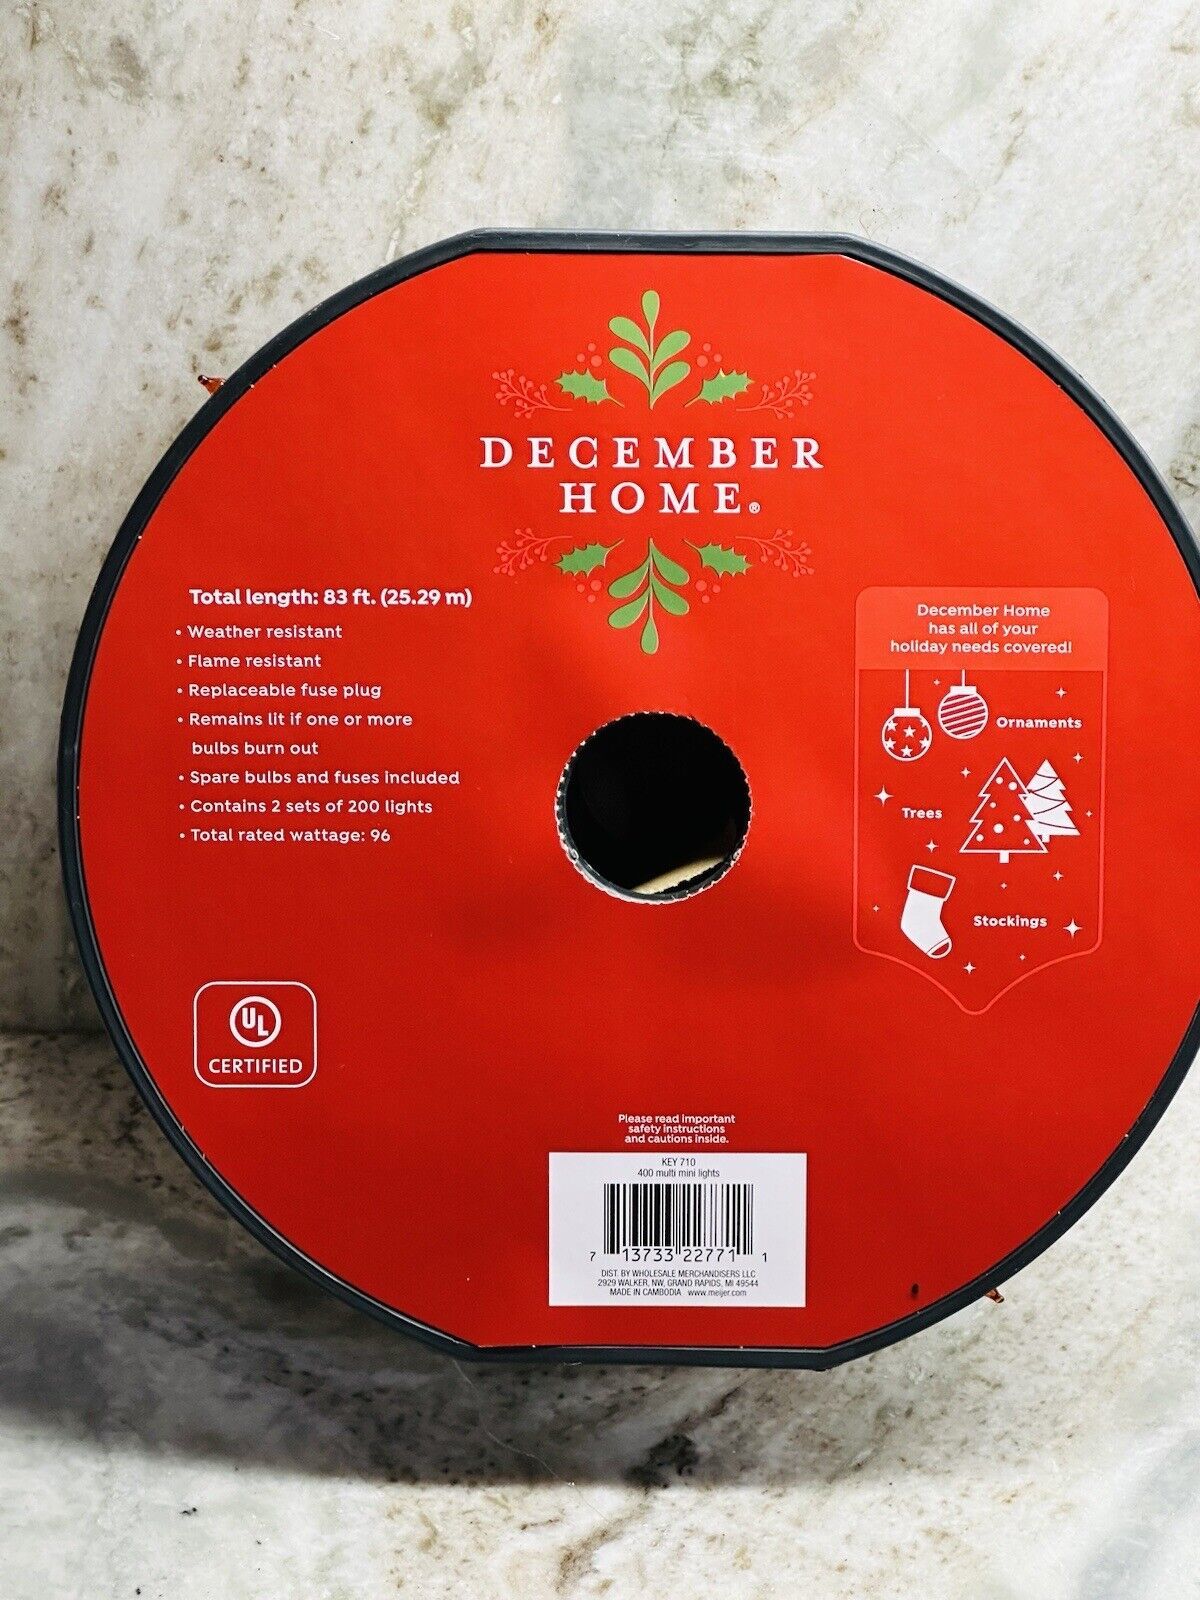 DECEMBER
HOME®
Total length: 83 ft. (25.29 m)
• Weather resistant
• Flame resistant
• Replaceable fuse plug
• Remains lit if one or more
bulbs burn out
• Spare bulbs and fuses included
• Contains 2 sets of 200 lights
• Total rated wattage: 96
December Home
has all of your
holiday needs covered!
Ornaments
Trees
Stockings
UL
CERTIFIED
Please read important
safety instructions
and cautions inside.
KEY 710
400 multi mini lights
7 13733 22771 1
DIST. BY WHOLESALE MERCHANDISERS LLC
2929 WALKER, NW, GRAND RAPIDS, MI 49544
MADE IN CAMBODIA www.meijer.com